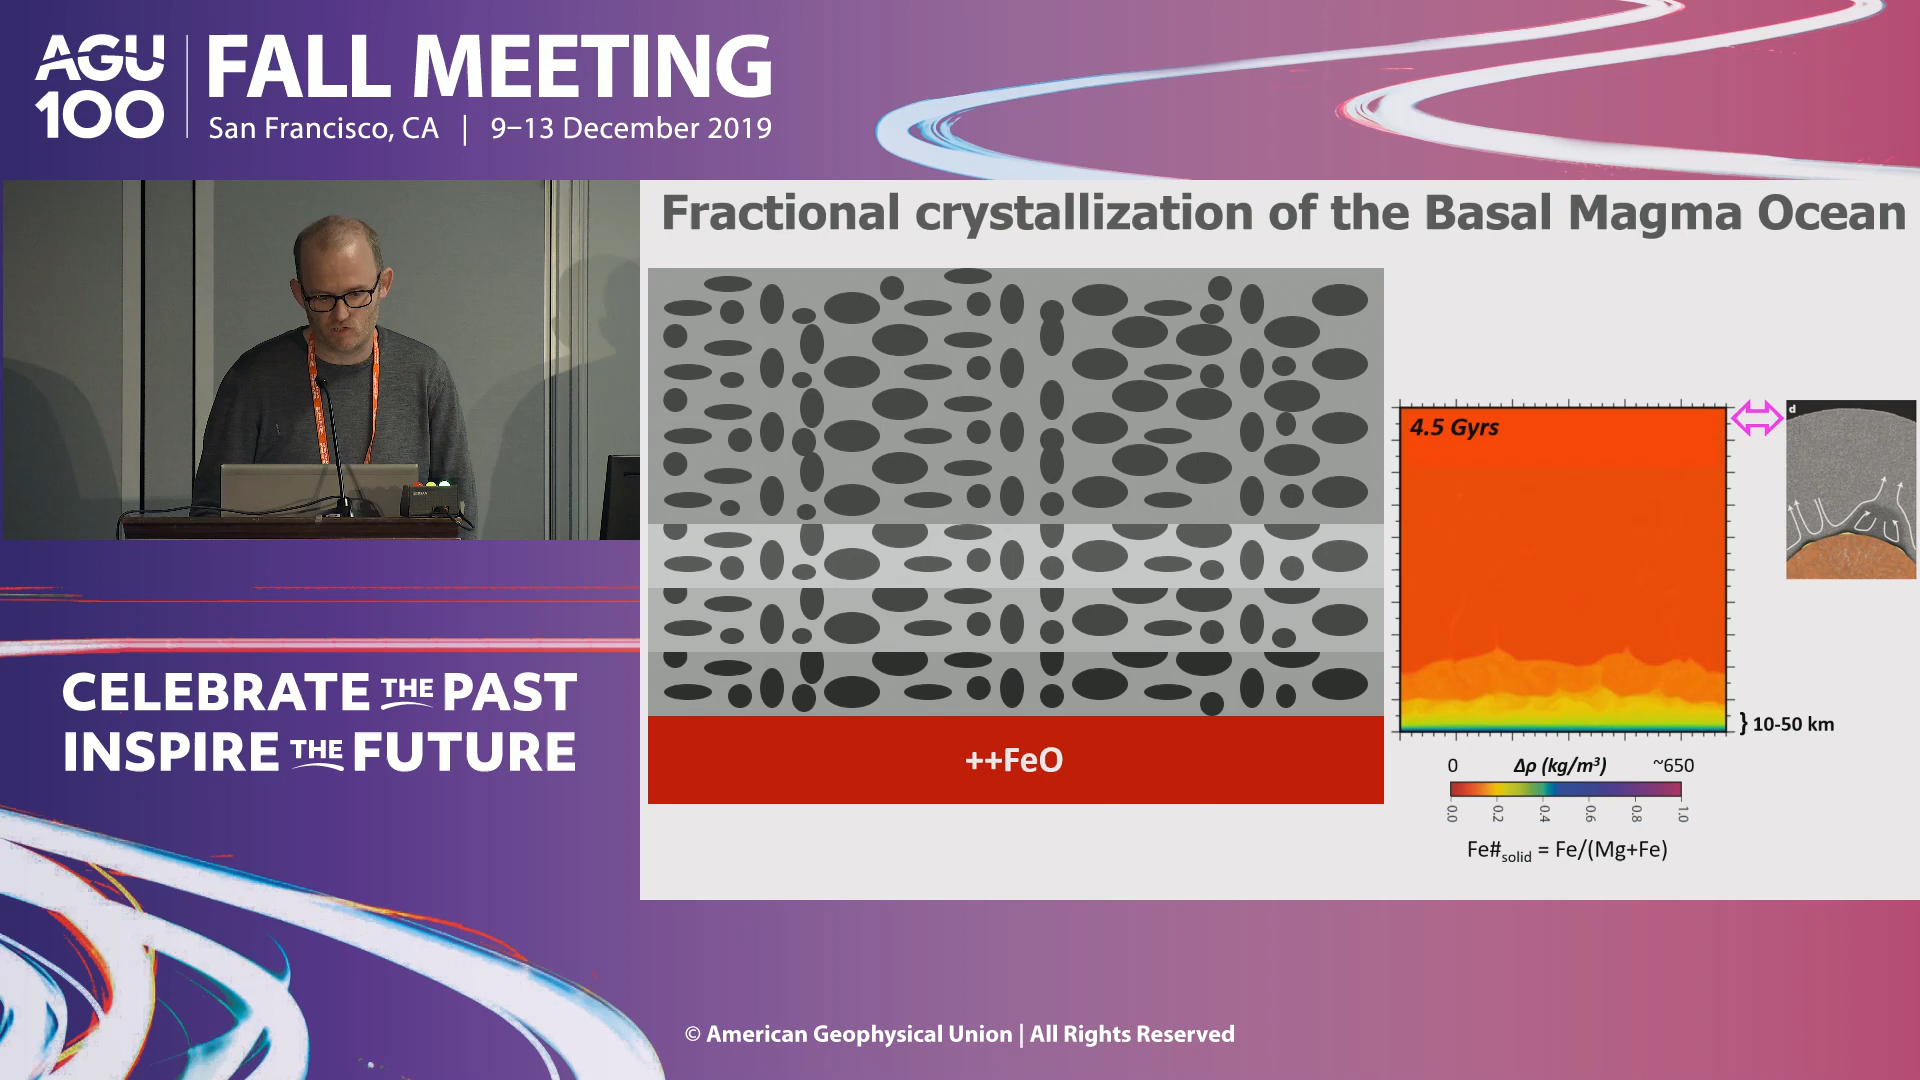 AGU
100
FALL MEETING
San Francisco, CA | 9–13 December 2019
Fractional crystallization of the Basal Magma Ocean
++FeO
4.5 Gyrs
d
} 10-50 km
0 Δρ (kg/m³) ~650
0.0 0.2 0.4 0.6 0.8 1.0
Fe#solid = Fe/(Mg+Fe)
CELEBRATE THE PAST
INSPIRE THE FUTURE
© American Geophysical Union | All Rights Reserved